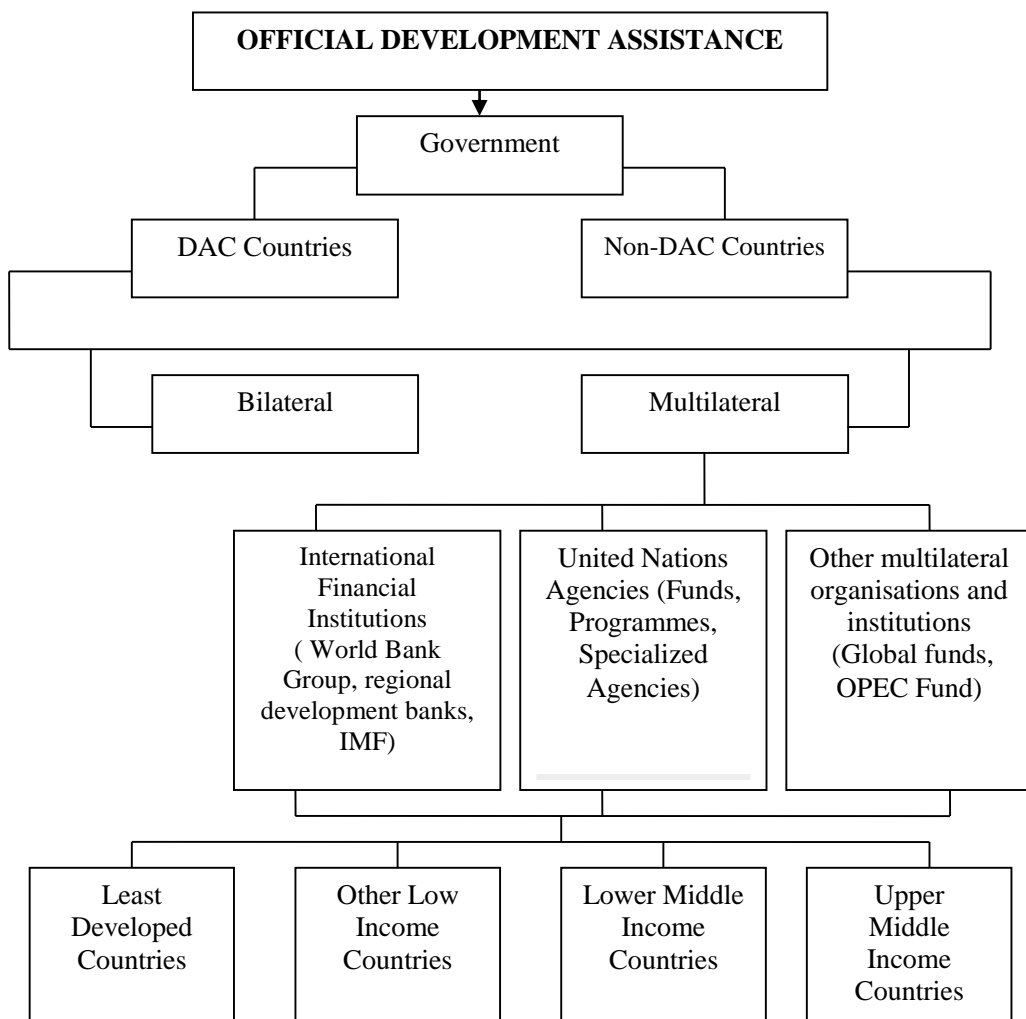 OFFICIAL DEVELOPMENT ASSISTANCE
Government
DAC Countries
Non-DAC Countries
Bilateral
Multilateral
International
Financial
Institutions
( World Bank
Group, regional
development banks,
IMF)
United Nations
Agencies (Funds,
Programmes,
Specialized
Agencies)
Other multilateral
organisations and
institutions
(Global funds,
OPEC Fund)
Least
Developed
Countries
Other Low
Income
Countries
Lower Middle
Income
Countries
Upper
Middle
Income
Countries